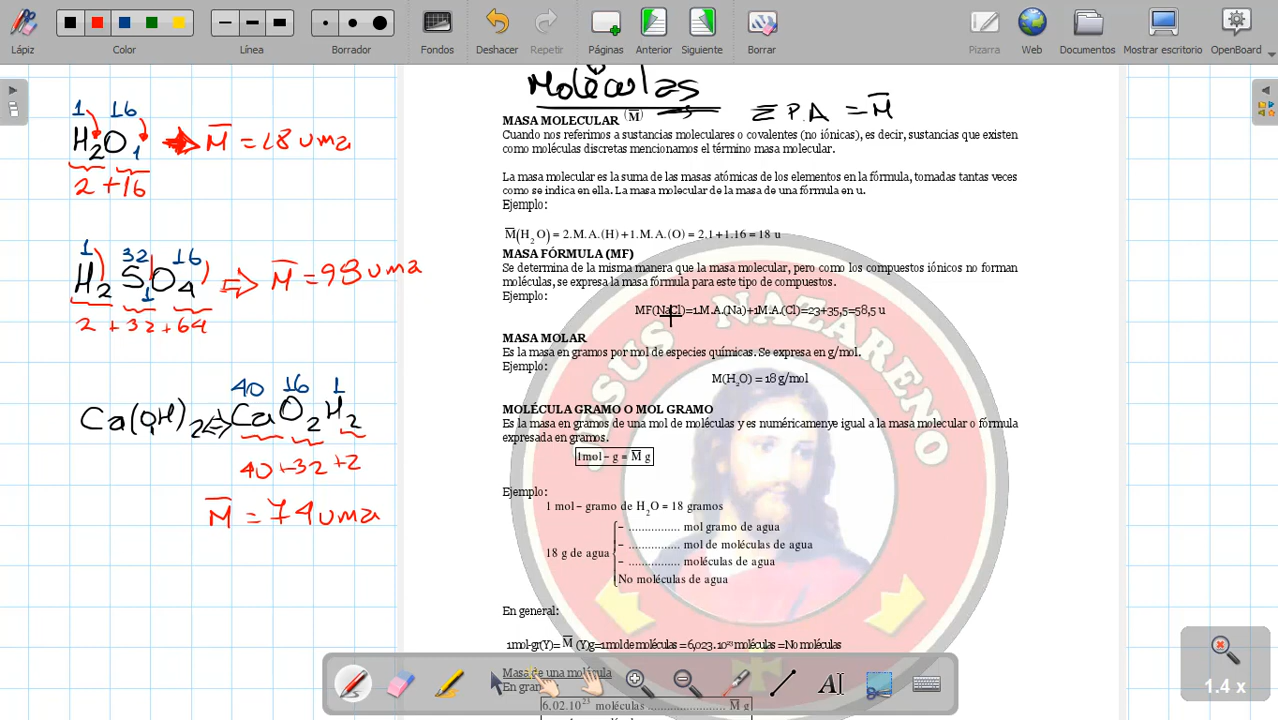 Lápiz Color Línea Borrador Fondos Deshacer Repetir Páginas Anterior Siguiente Borrar Pizarra Web Documentos Mostrar escritorio OpenBoard
1 16
H2O1 M = 18 uma
2 + 16
1 32 16
H2 S1O4 ⇒ M = 98 uma
2 + 32 + 64
40 16 1
Ca(OH)2 ⇔ CaO2H2
40 + 32 + 2
M = 74 uma
Moléculas
MASA MOLECULAR (M) Σ P.A = M
Cuando nos referimos a sustancias moleculares o covalentes (no iónicas), es decir, sustancias que existen
como moléculas discretas mencionamos el término masa molecular.
La masa molecular es la suma de las masas atómicas de los elementos en la fórmula, tomadas tantas veces
como se indica en ella. La masa molecular de la masa de una fórmula en u.
Ejemplo:
M(H2O) = 2.M.A.(H) + 1.M.A.(O) = 2.1 + 1.16 = 18 u
MASA FÓRMULA (MF)
Se determina de la misma manera que la masa molecular, pero como los compuestos iónicos no forman
moléculas, se expresa la masa fórmula para este tipo de compuestos.
Ejemplo:
MF(NaCl)=1.M.A.(Na)+1M.A.(Cl)=23+35,5=58,5 u
MASA MOLAR
Es la masa en gramos por mol de especies químicas. Se expresa en g/mol.
Ejemplo:
M(H2O) = 18 g/mol
MOLÉCULA GRAMO O MOL GRAMO
Es la masa en gramos de una mol de moléculas y es numéricamenye igual a la masa molecular o fórmula
expresada en gramos.
1mol – g = M g
Ejemplo:
1 mol – gramo de H2O = 18 gramos
18 g de agua
– ................ mol gramo de agua
– ................ mol de moléculas de agua
– ................ moléculas de agua
No moléculas de agua
En general:
1mol-gr(Y)= M (Y)g=1mol de moléculas = 6,023.10²³ moléculas =No moléculas
Masa de una molécula
En gran
6.02.10²³ moléculas ........................ M g
JESUS NAZARENO
1.4 x